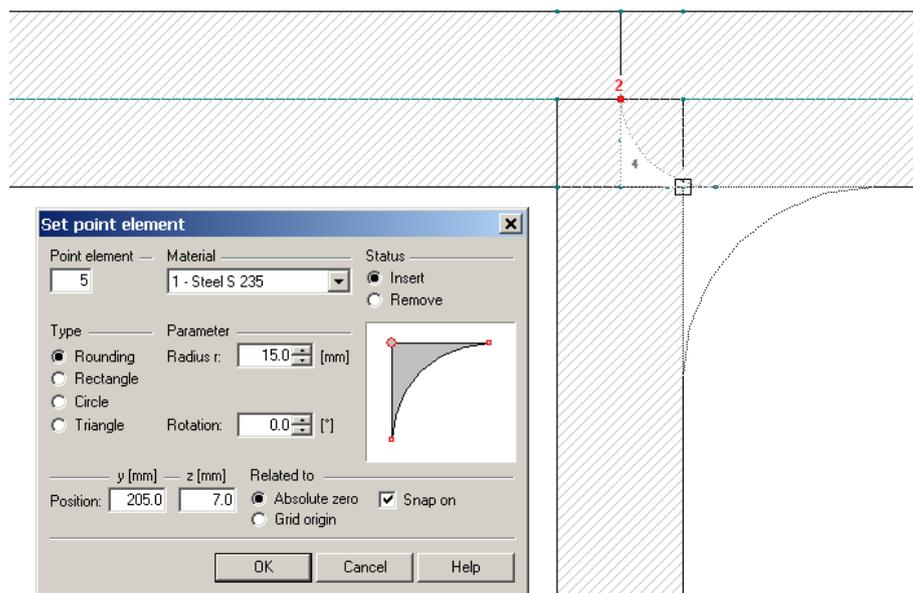 2
4
Set point element
Point element Material Status
5 1 - Steel S 235 Insert
Remove
Type Parameter
Rounding Radius r: 15.0 [mm]
Rectangle
Circle
Triangle Rotation: 0.0 [°]
y [mm] z [mm] Related to
Position: 205.0 7.0 Absolute zero Snap on
Grid origin
OK Cancel Help